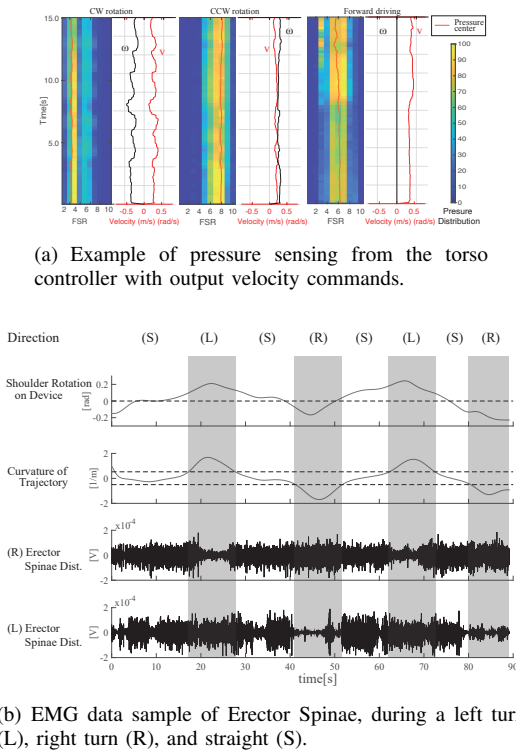 CW rotation CCW rotation Forward driving
Pressure center
15.0 10.0 5.0
Time[s]
ω v v ω ω v
100 90 80 70 60 50 40 30 20 10 0
2 4 6 8 10 -0.5 0 0.5 2 4 6 8 10 -0.5 0 0.5 2 4 6 8 10 -0.5 0 0.5
FSR Velocity (m/s) (rad/s) FSR Velocity (m/s) (rad/s) FSR Velocity (m/s) (rad/s)
Presure Distribution
(a) Example of pressure sensing from the torso
controller with output velocity commands.
Direction (S) (L) (S) (R) (S) (L) (S) (R)
Shoulder Rotation
on Device
[rad]
0.2
0
-0.2
Curvature of
Trajectory
[1/m]
2
0
-2
x10-4
(R) Erector
Spinae Dist.
[V]
2
0
-2
x10-4
(L) Erector
Spinae Dist.
[V]
2
0
-2
0 10 20 30 40 50 60 70 80 90
time[s]
(b) EMG data sample of Erector Spinae, during a left turn
(L), right turn (R), and straight (S).